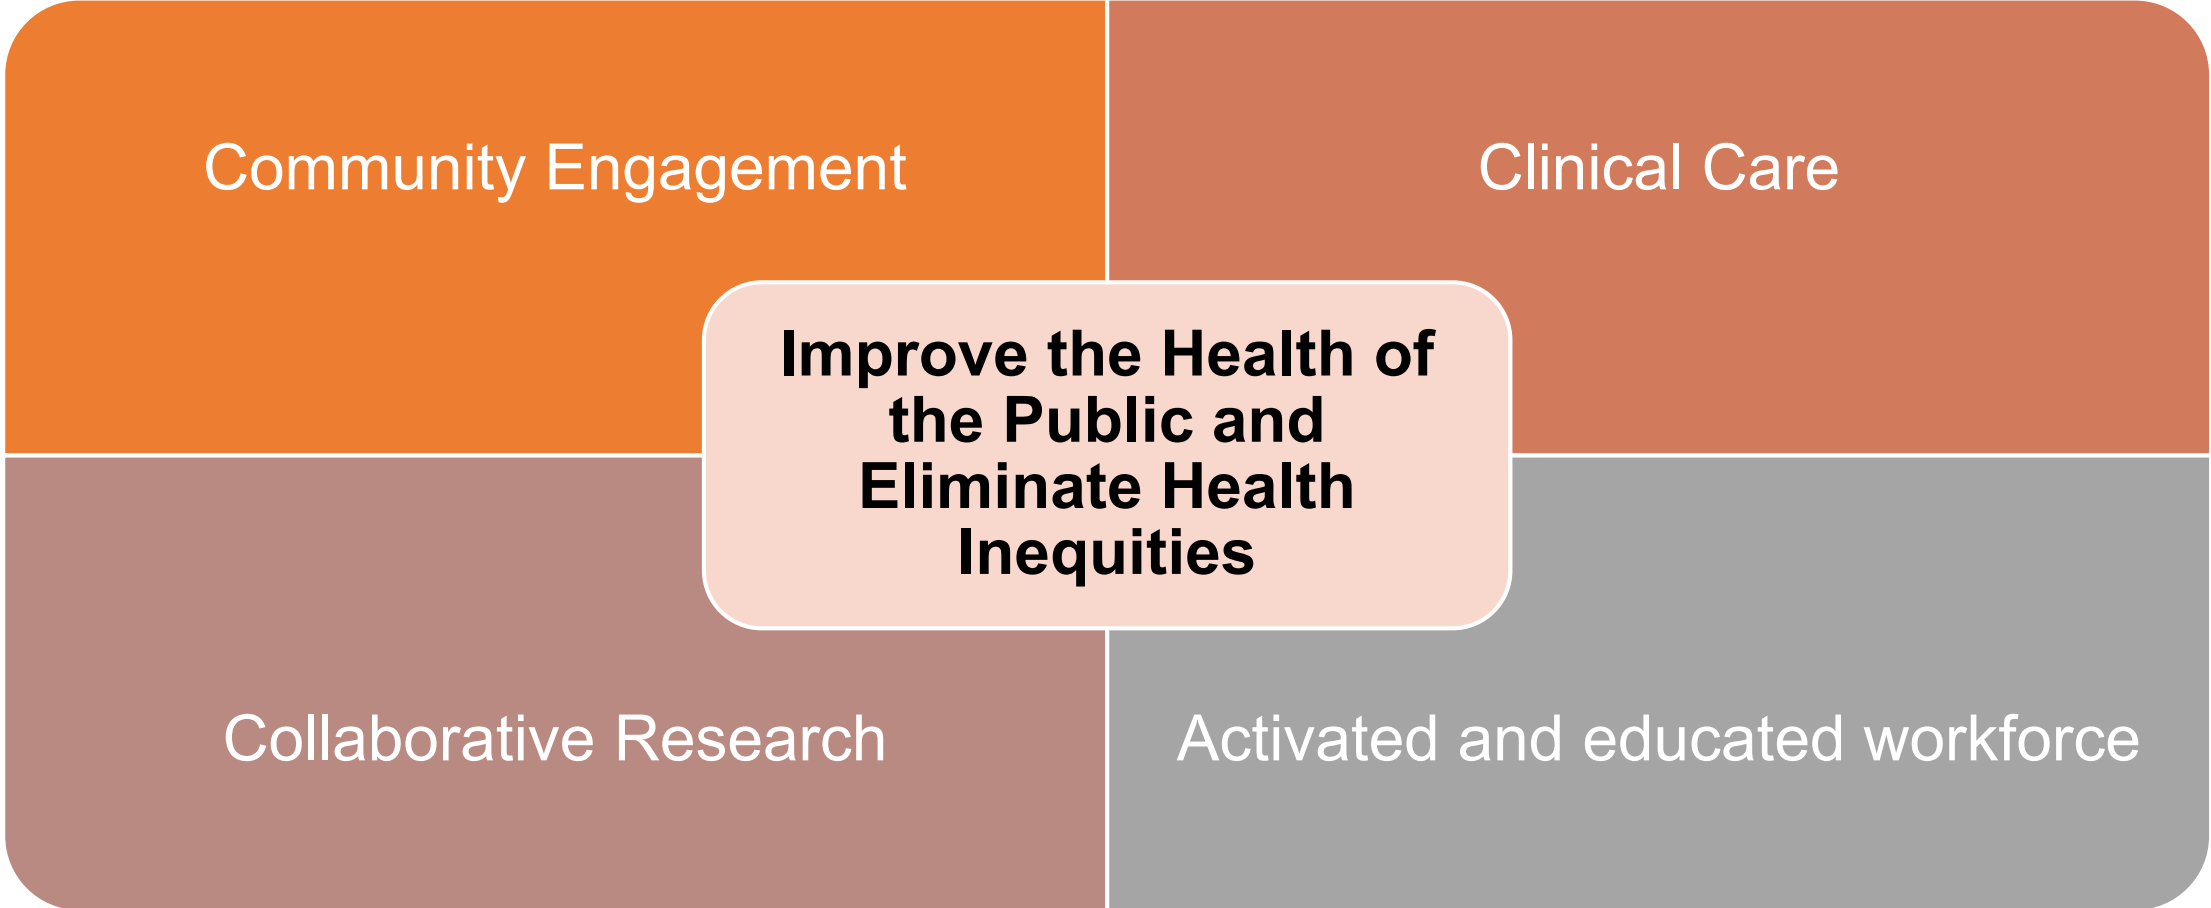 Community Engagement
Clinical Care
Improve the Health of
the Public and
Eliminate Health
Inequities
Collaborative Research
Activated and educated workforce